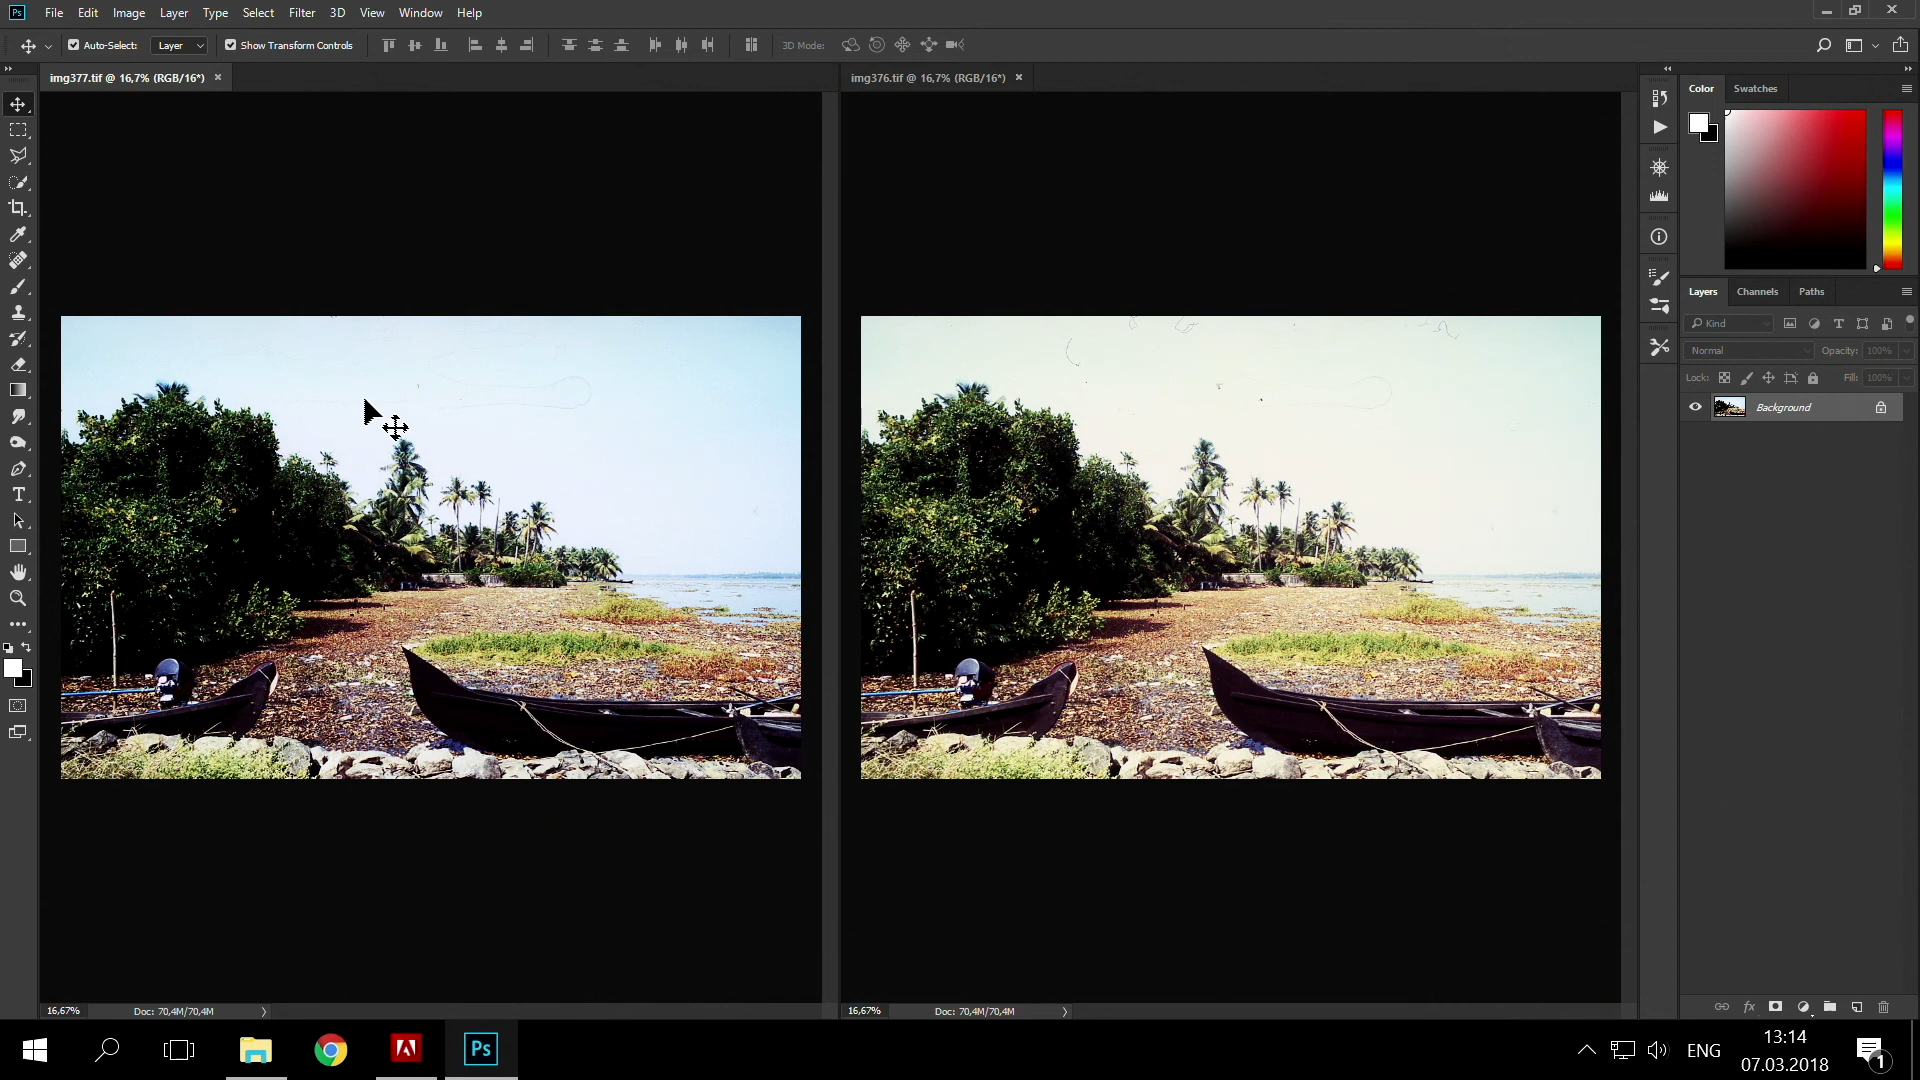 Ps File Edit Image Layer Type Select Filter 3D View Window Help
Auto-Select: Layer Show Transform Controls 3D Mode:
img377.tif @ 16,7% (RGB/16*) × img376.tif @ 16,7% (RGB/16*) ×
Color Swatches
Layers Channels Paths
Kind
Normal Opacity: 100%
Lock: Fill: 100%
Background
16,67% Doc: 70,4M/70,4M 16,67% Doc: 70,4M/70,4M
Ps ENG 13:14
07.03.2018 1